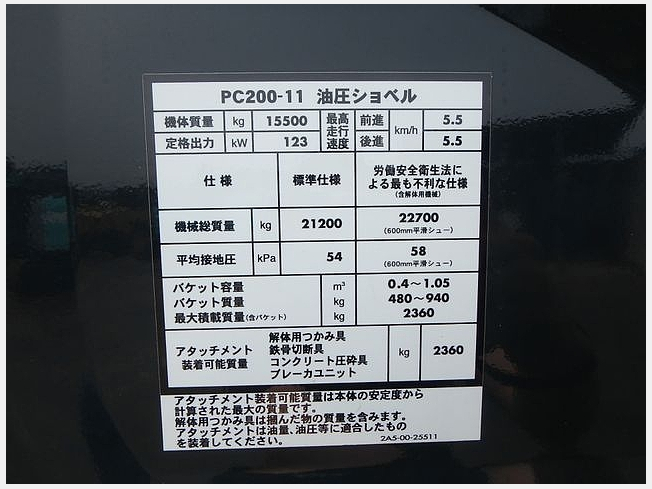 PC200-11 油圧ショベル
機体質量 kg 15500 最高走行速度 前進 km/h 5.5
定格出力 kW 123 後進 5.5
仕様 標準仕様 労働安全衛生法による最も不利な仕様 (含解体用機械)
機械総質量 kg 21200 22700 (600mm平滑シュー)
平均接地圧 kPa 54 58 (600mm平滑シュー)
バケット容量 m³ 0.4～1.05
バケット質量 kg 480～940
最大積載質量(含バケット) kg 2360
アタッチメント装着可能質量 解体用つかみ具 kg 2360
鉄骨切断具
コンクリート圧砕具
ブレーカユニット
アタッチメント装着可能質量は本体の安定度から
計算された最大の質量です。
解体用つかみ具は掴んだ物の質量を含みます。
アタッチメントは油量、油圧等に適合したもの
を装着してください。 2A5-00-25511